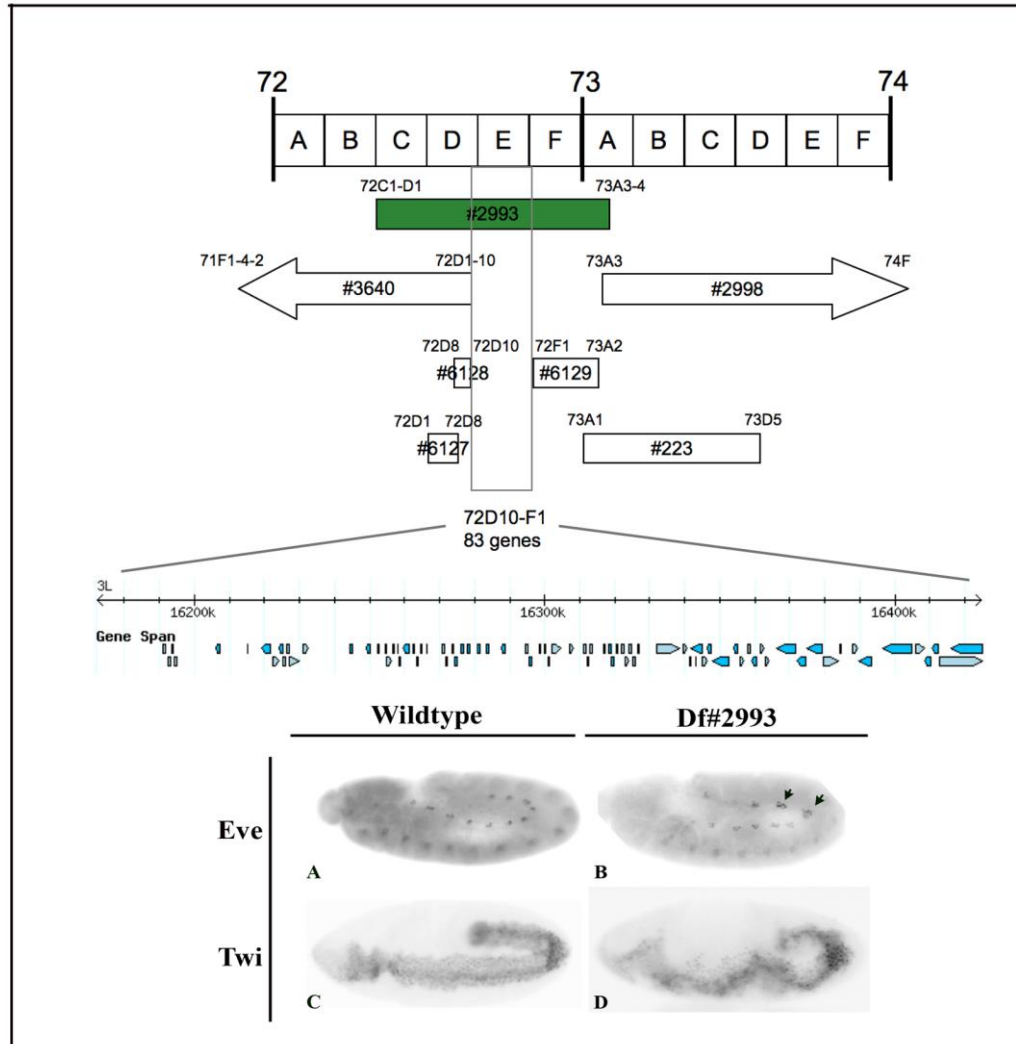 72 73 74
A B C D E F A B C D E F
72C1-D1 73A3-4
#2993
71F1-4-2 72D1-10 73A3 74F
#3640 #2998
72D8 72D10 72F1 73A2
#6128 #6129
72D1 72D8 73A1 73D5
#6127 #223
72D10-F1
83 genes
3L
16200k 16300k 16400k
Gene Span
Wildtype Df#2993
Eve
A B
Twi
C D